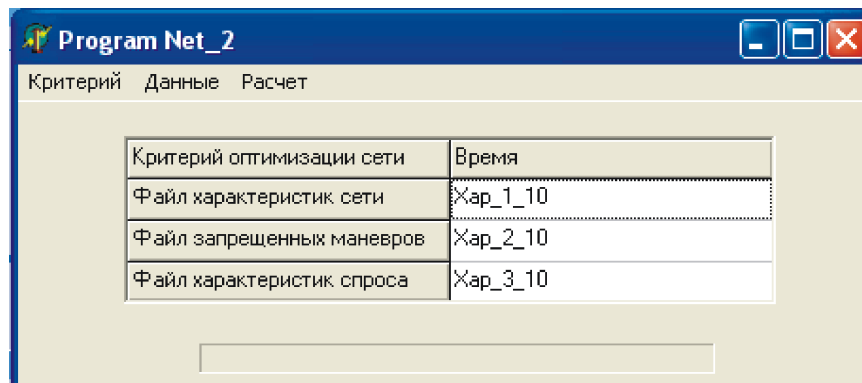 Program Net_2
Критерий Данные Расчет
Критерий оптимизации сети Время
Файл характеристик сети Хар_1_10
Файл запрещенных маневров Хар_2_10
Файл характеристик спроса Хар_3_10